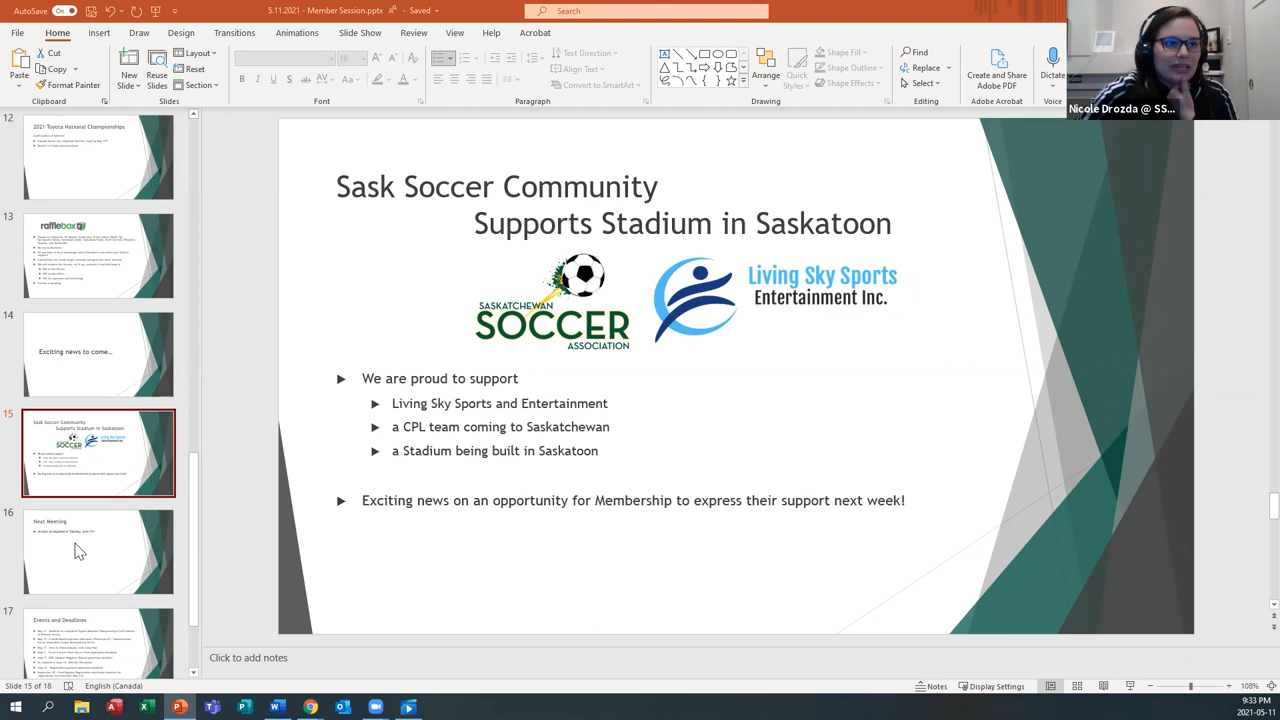 AutoSave On 5.11.2021 - Member Session.pptx Saved Search
File Home Insert Draw Design Transitions Animations Slide Show Review View Help Acrobat
Paste Cut Copy Format Painter Clipboard
New Slide Reuse Slides Layout Reset Section Slides
18 B I U S AV Aa A Font
Text Direction Align Text Convert to SmartArt Paragraph
Arrange Quick Styles Shape Fill Shape Outline Shape Effects Drawing
Find Replace Select Editing
Create and Share Adobe PDF Adobe Acrobat
Dictate Voice
Nicole Drozda @ SS...
12
2021 Toyota National Championships
13
rafflebox
14
Exciting news to come...
15
Sask Soccer Community
Supports Stadium in Saskatoon
16
Next Meeting
17
Events and Deadlines
Sask Soccer Community
Supports Stadium in Saskatoon
SASKATCHEWAN
SOCCER
ASSOCIATION
Living Sky Sports
Entertainment Inc.
We are proud to support
Living Sky Sports and Entertainment
a CPL team coming to Saskatchewan
a Stadium being built in Saskatoon
Exciting news on an opportunity for Membership to express their support next week!
add notes
Slide 15 of 18 English (Canada) Notes Display Settings 108%
9:33 PM
2021-05-11